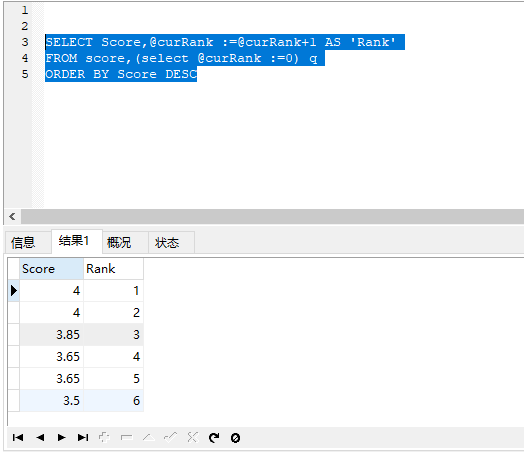 1
2
3 SELECT Score,@curRank :=@curRank+1 AS 'Rank'
4 FROM score,(select @curRank :=0) q
5 ORDER BY Score DESC
信息 结果1 概况 状态
Score Rank
4 1
4 2
3.85 3
3.65 4
3.65 5
3.5 6